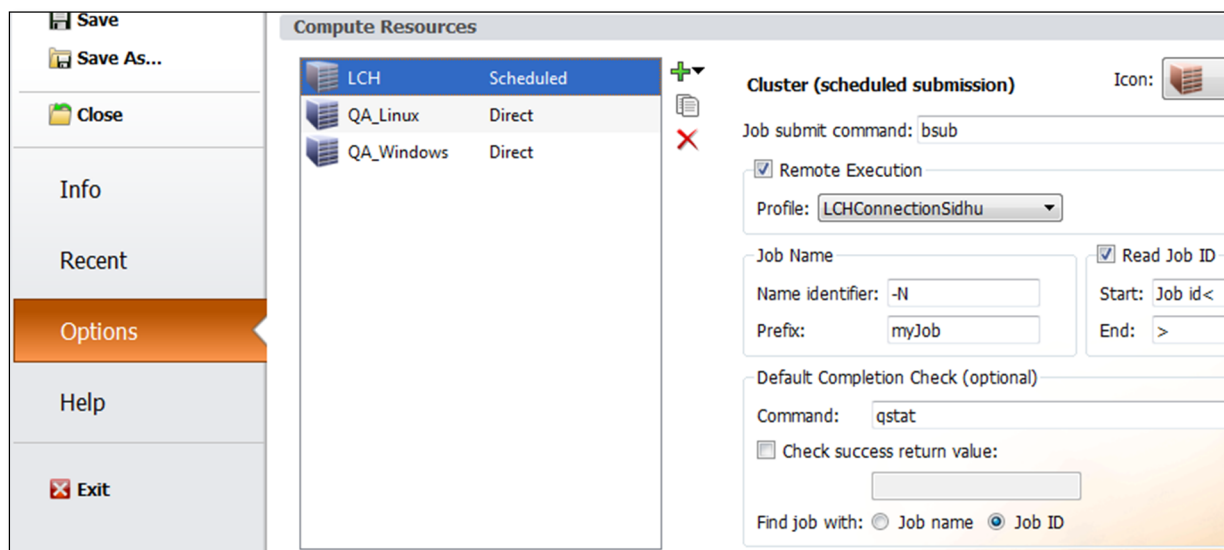 Save
Save As...
Close
Info
Recent
Options
Help
Exit
Compute Resources
LCH Scheduled
QA_Linux Direct
QA_Windows Direct
Cluster (scheduled submission) Icon:
Job submit command: bsub
Remote Execution
Profile: LCHConnectionSidhu
Job Name
Name identifier: -N
Prefix: myJob
Read Job ID
Start: Job id<
End: >
Default Completion Check (optional)
Command: qstat
Check success return value:
Find job with: Job name Job ID